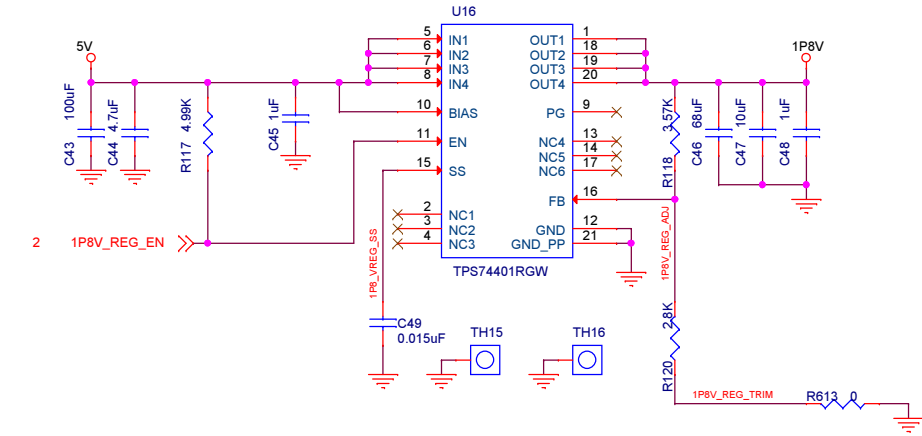 U16
5V
1P8V
5 IN1 OUT1 1
6 IN2 OUT2 18
7 IN3 OUT3 19
8 IN4 OUT4 20
100uF
4.7uF
4.99K
1uF
10 BIAS PG 9
3.57K
68uF
10uF
1uF
C43
C44
R117
C45
11 EN NC4 13
NC5 14
15 SS NC6 17
R118
C46
C47
C48
FB 16
2 NC1
3 NC2 GND 12
4 NC3 GND_PP 21
2 1P8V_REG_EN
1P8_VREG_SS
1P8V_REG_ADJ
TPS74401RGW
C49
0.015uF
TH15
TH16
2.8K
R120
1P8V_REG_TRIM
R613 0